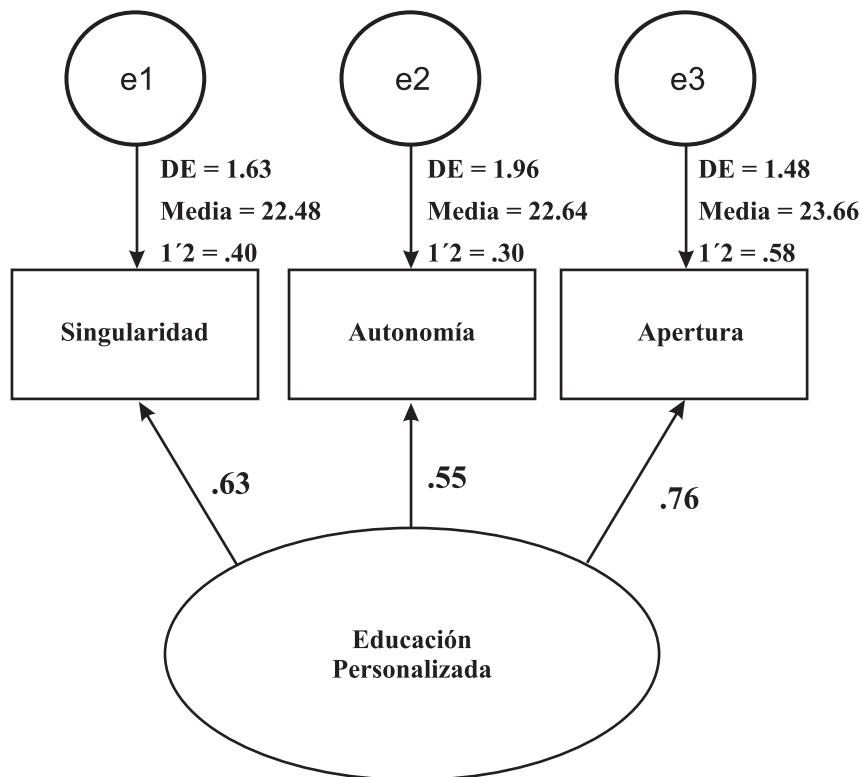 e1
e2
e3
DE = 1.63
Media = 22.48
1´2 = .40
DE = 1.96
Media = 22.64
1´2 = .30
DE = 1.48
Media = 23.66
1´2 = .58
Singularidad
Autonomía
Apertura
.63
.55
.76
Educación
Personalizada